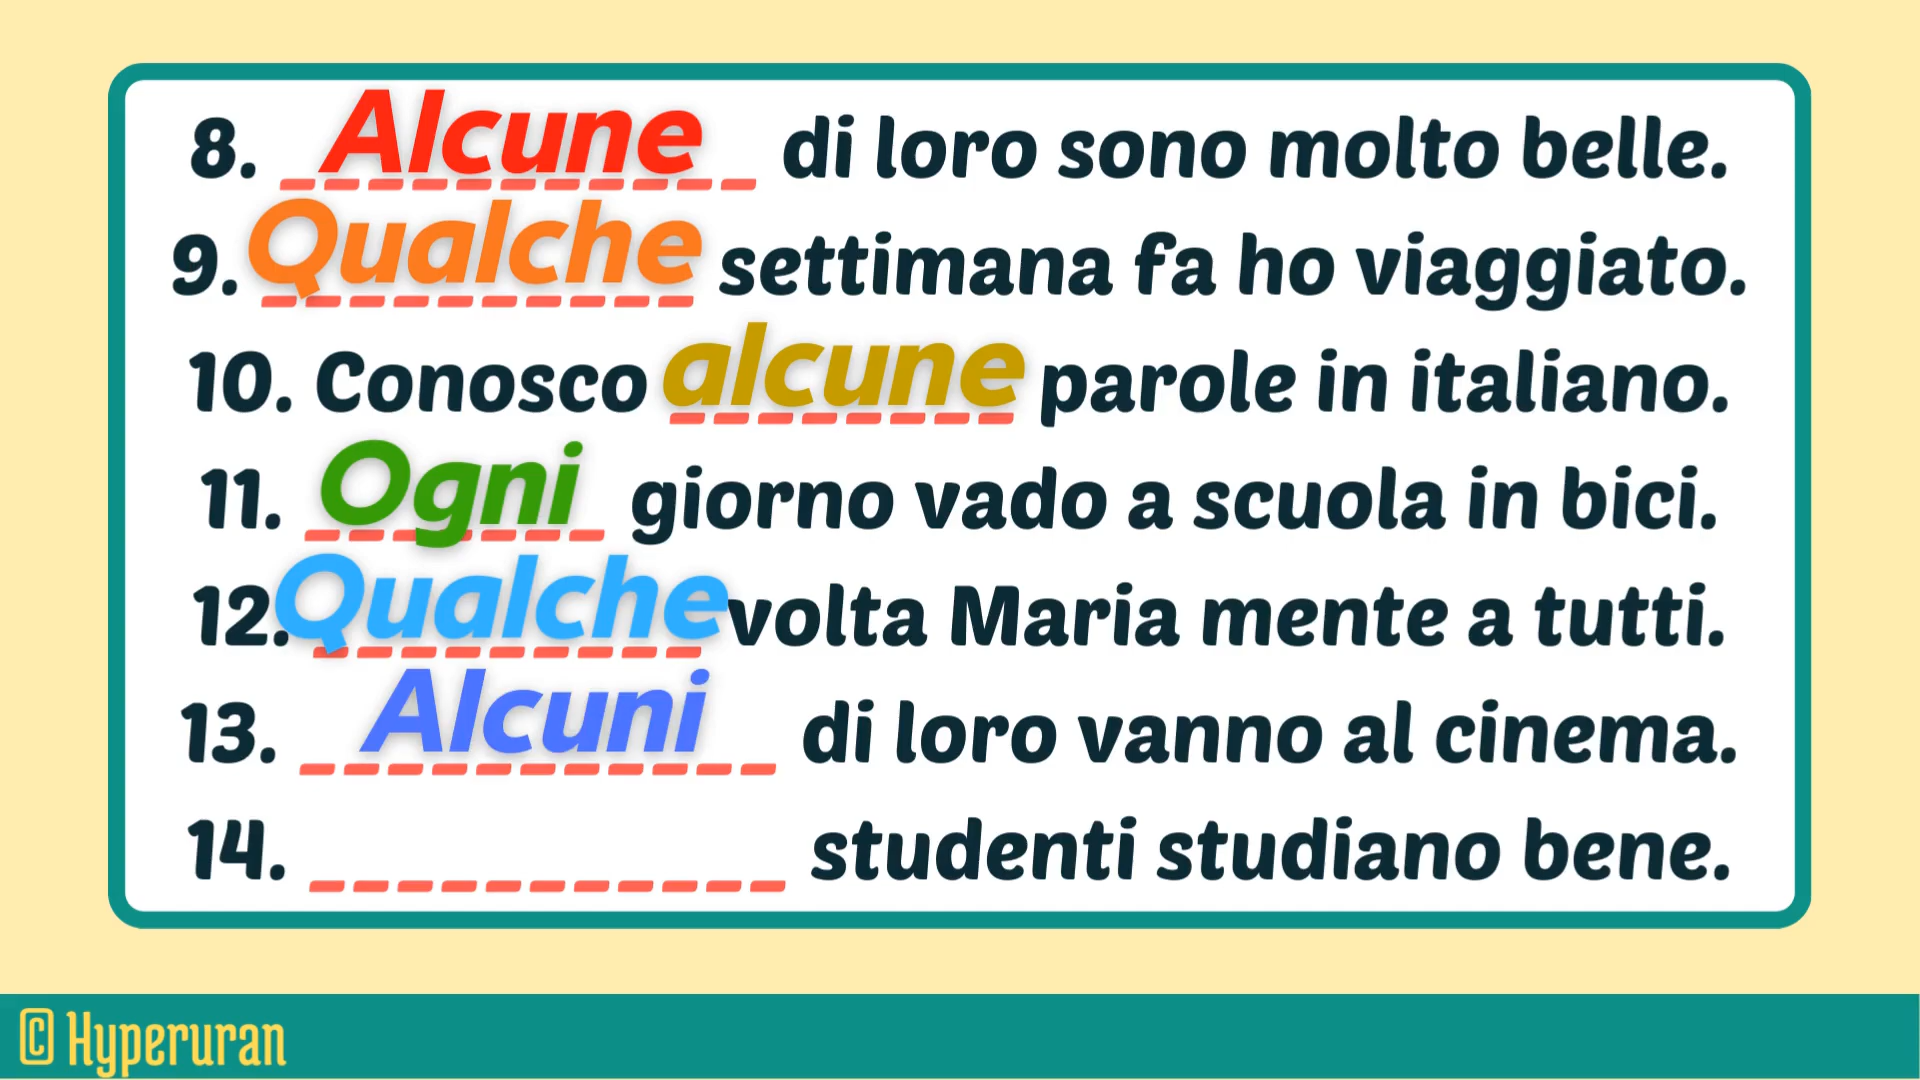 8. Alcune di loro sono molto belle.
9. Qualche settimana fa ho viaggiato.
10. Conosco alcune parole in italiano.
11. Ogni giorno vado a scuola in bici.
12. Qualche volta Maria mente a tutti.
13. Alcuni di loro vanno al cinema.
14. ____________ studenti studiano bene.
© Hyperuran